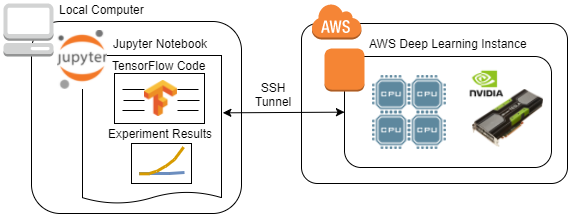 Local Computer
jupyter
Jupyter Notebook
TensorFlow Code
Experiment Results
SSH
Tunnel
AWS
AWS Deep Learning Instance
CPU
CPU
CPU
CPU
NVIDIA